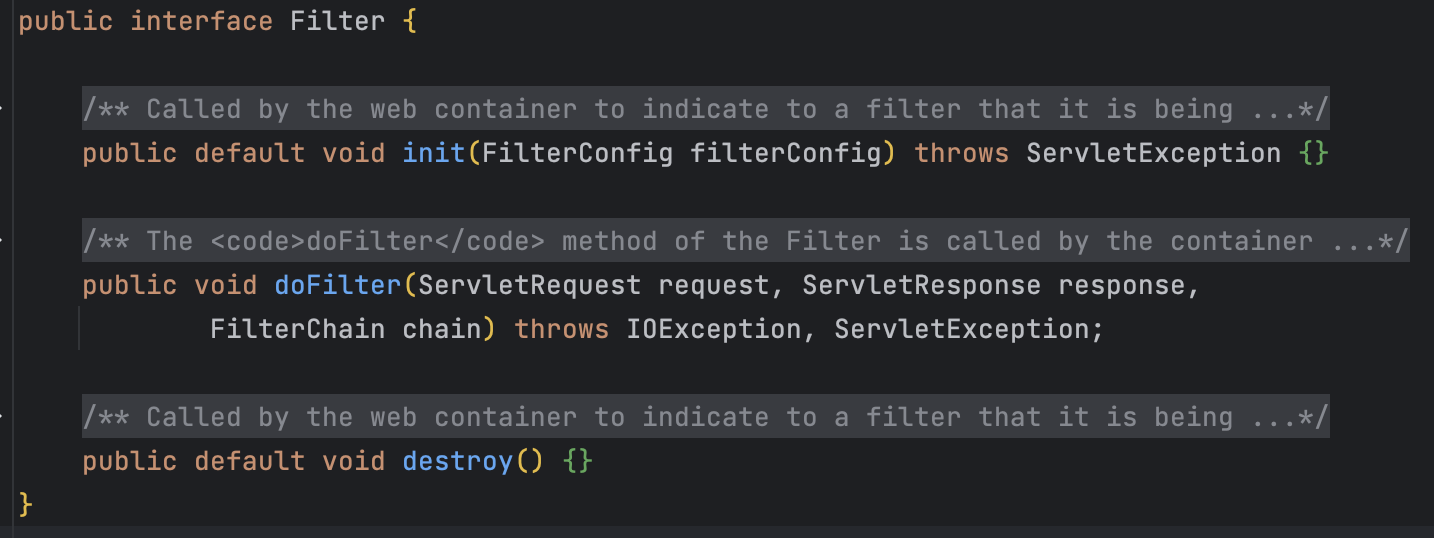 public interface Filter {
/** Called by the web container to indicate to a filter that it is being ...*/
public default void init(FilterConfig filterConfig) throws ServletException {}
/** The <code>doFilter</code> method of the Filter is called by the container ...*/
public void doFilter(ServletRequest request, ServletResponse response,
FilterChain chain) throws IOException, ServletException;
/** Called by the web container to indicate to a filter that it is being ...*/
public default void destroy() {}
}